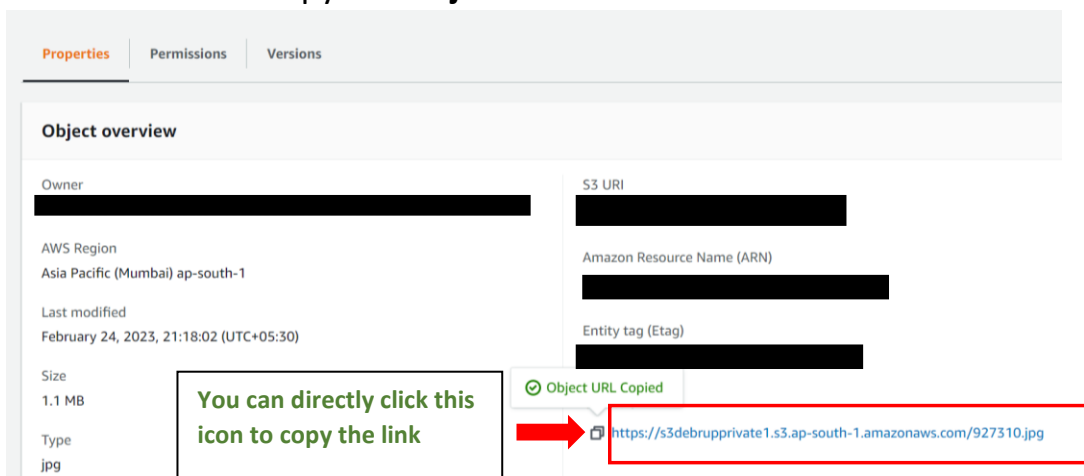 Properties Permissions Versions
Object overview
Owner
AWS Region
Asia Pacific (Mumbai) ap-south-1
Last modified
February 24, 2023, 21:18:02 (UTC+05:30)
Size
1.1 MB
Type
jpg
You can directly click this
icon to copy the link
S3 URI
Amazon Resource Name (ARN)
Entity tag (Etag)
Object URL Copied
https://s3debrupprivate1.s3.ap-south-1.amazonaws.com/927310.jpg